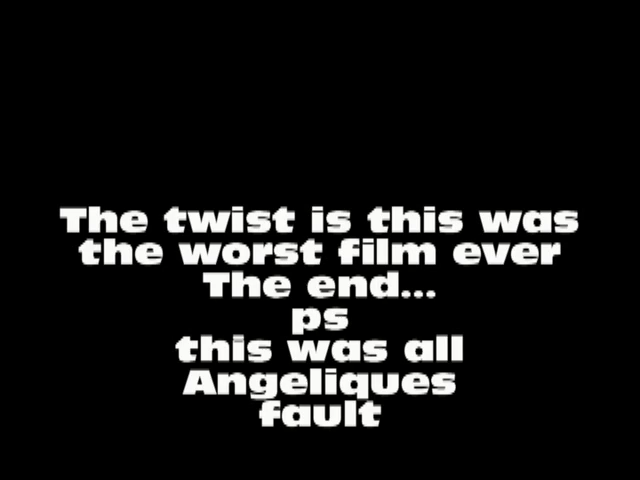 The twist is this was
the worst film ever
The end...
ps
this was all
Angeliques
fault